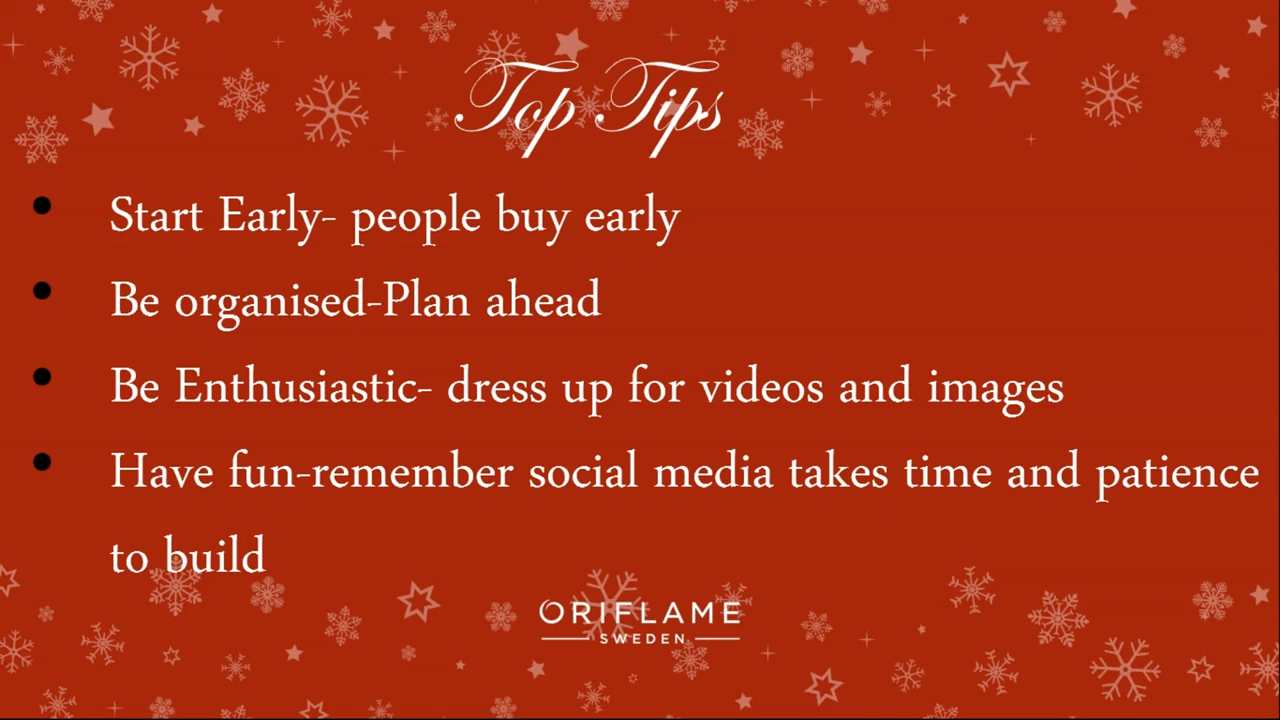 Top Tips
• Start Early- people buy early
• Be organised-Plan ahead
• Be Enthusiastic- dress up for videos and images
• Have fun-remember social media takes time and patience
to build
ORIFLAME
SWEDEN